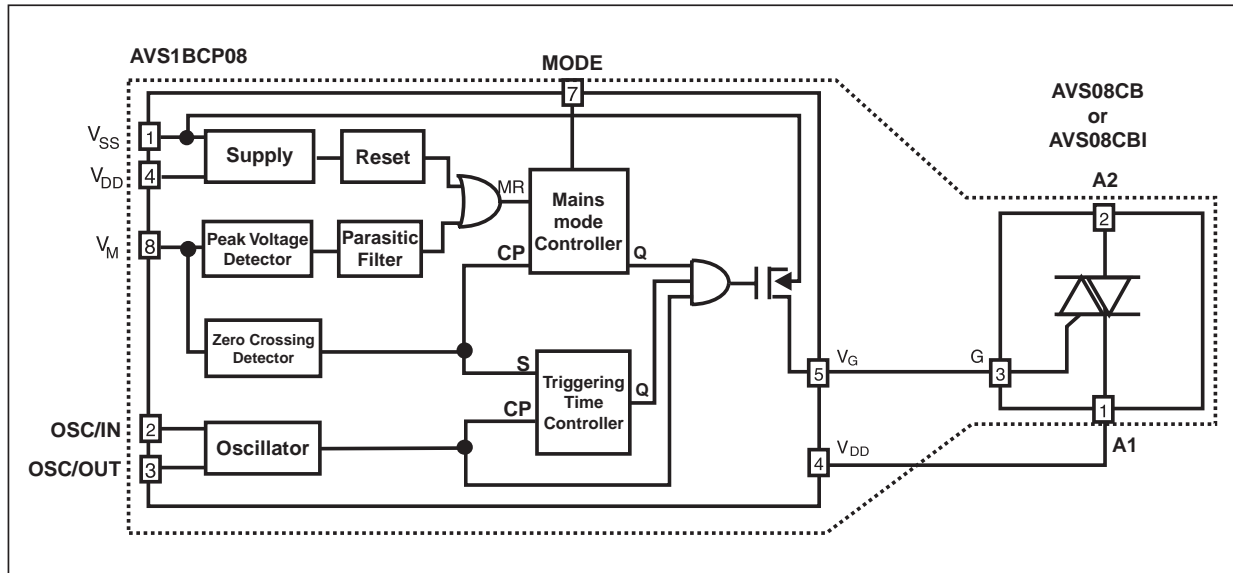 AVS1BCP08
MODE
7
AVS08CB
or
AVS08CBI
VSS
1
VDD
4
Supply
Reset
MR
Mains
mode
Controller
A2
2
VM
8
Peak Voltage
Detector
Parasitic
Filter
CP
Q
Zero Crossing
Detector
S
CP
Triggering
Time
Controller
Q
5
VG
G
3
OSC/IN
2
OSC/OUT
3
Oscillator
4
VDD
1
A1